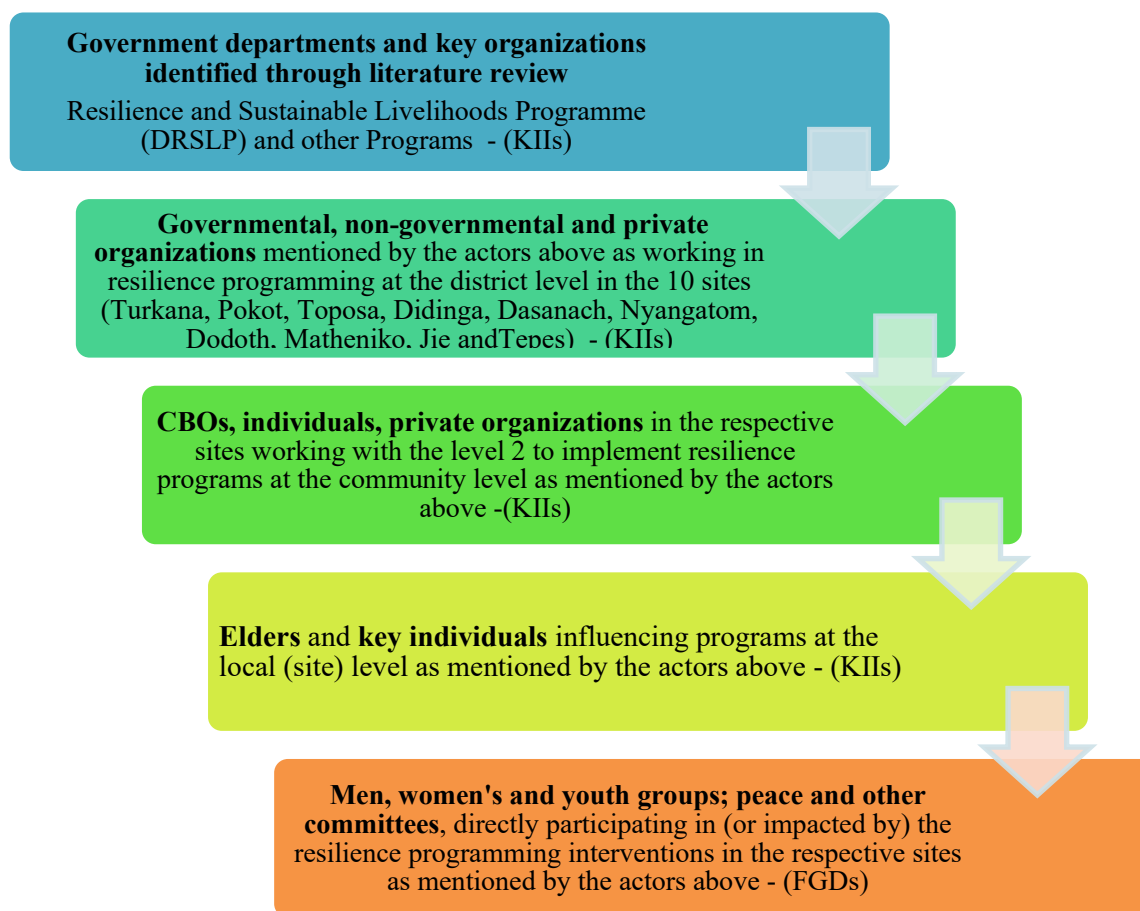 Government departments and key organizations
identified through literature review
Resilience and Sustainable Livelihoods Programme
(DRSLP) and other Programs - (KIIs)
Governmental, non-governmental and private
organizations mentioned by the actors above as working in
resilience programming at the district level in the 10 sites
(Turkana, Pokot, Toposa, Didinga, Dasanach, Nyangatom,
Dodoth, Matheniko, Jie andTepes) - (KIIs)
CBOs, individuals, private organizations in the respective
sites working with the level 2 to implement resilience
programs at the community level as mentioned by the actors
above -(KIIs)
Elders and key individuals influencing programs at the
local (site) level as mentioned by the actors above - (KIIs)
Men, women's and youth groups; peace and other
committees, directly participating in (or impacted by) the
resilience programming interventions in the respective sites
as mentioned by the actors above - (FGDs)